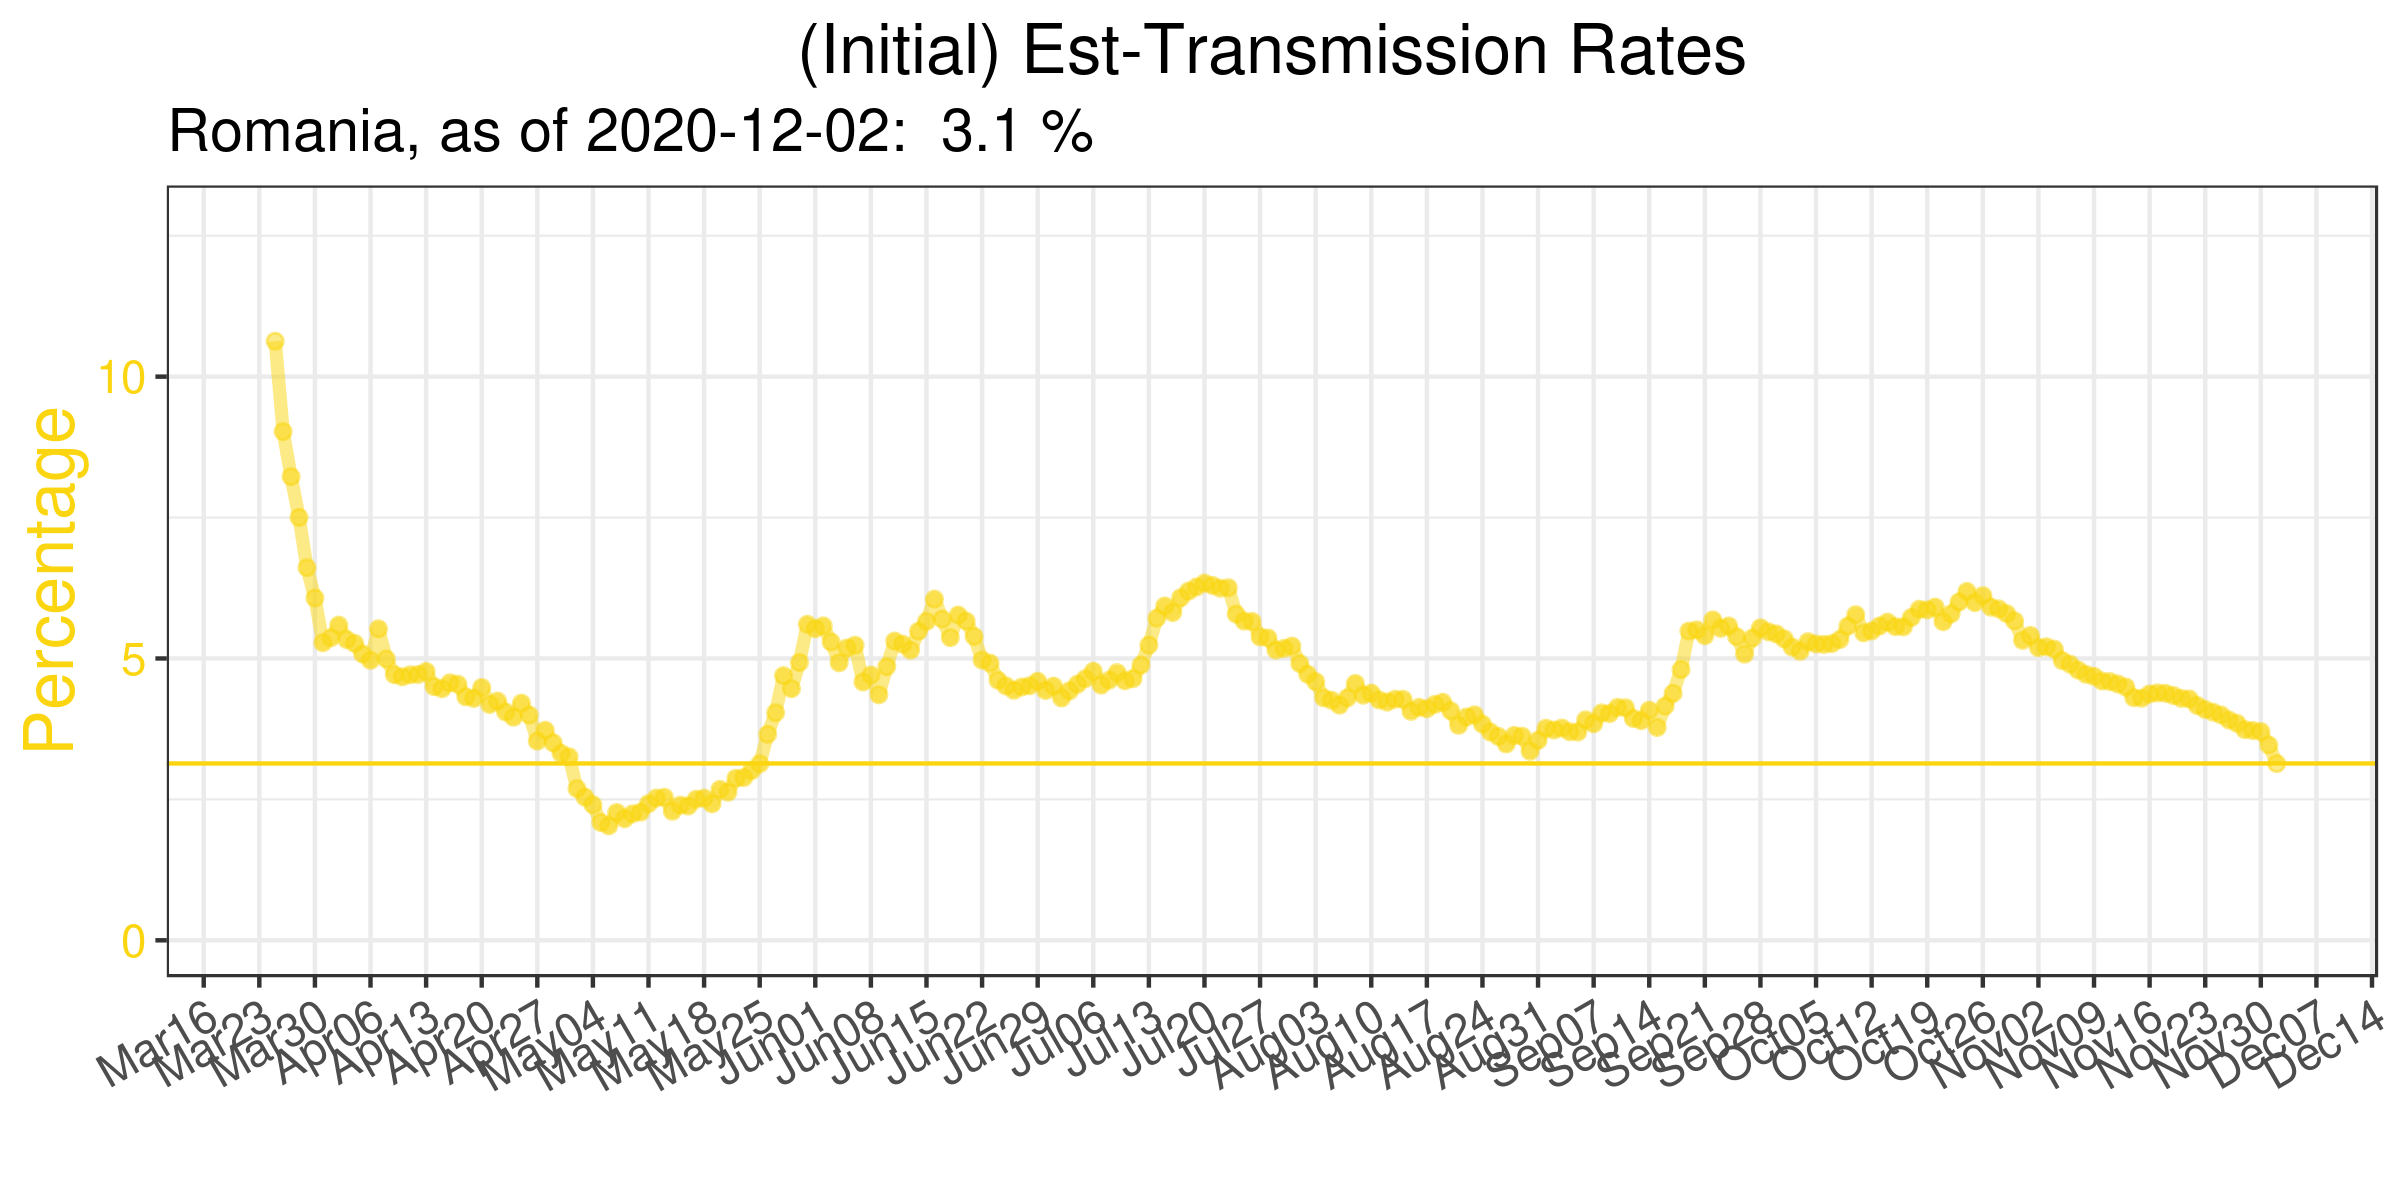 (Initial) Est-Transmission Rates
Romania, as of 2020-12-02:  3.1 %
Percentage
10
5
0
Mar16
Mar23
Mar30
Apr06
Apr13
Apr20
Apr27
May04
May11
May18
May25
Jun01
Jun08
Jun15
Jun22
Jun29
Jul06
Jul13
Jul20
Jul27
Aug03
Aug10
Aug17
Aug24
Aug31
Sep07
Sep14
Sep21
Sep28
Oct05
Oct12
Oct19
Oct26
Nov02
Nov09
Nov16
Nov23
Nov30
Dec07
Dec14